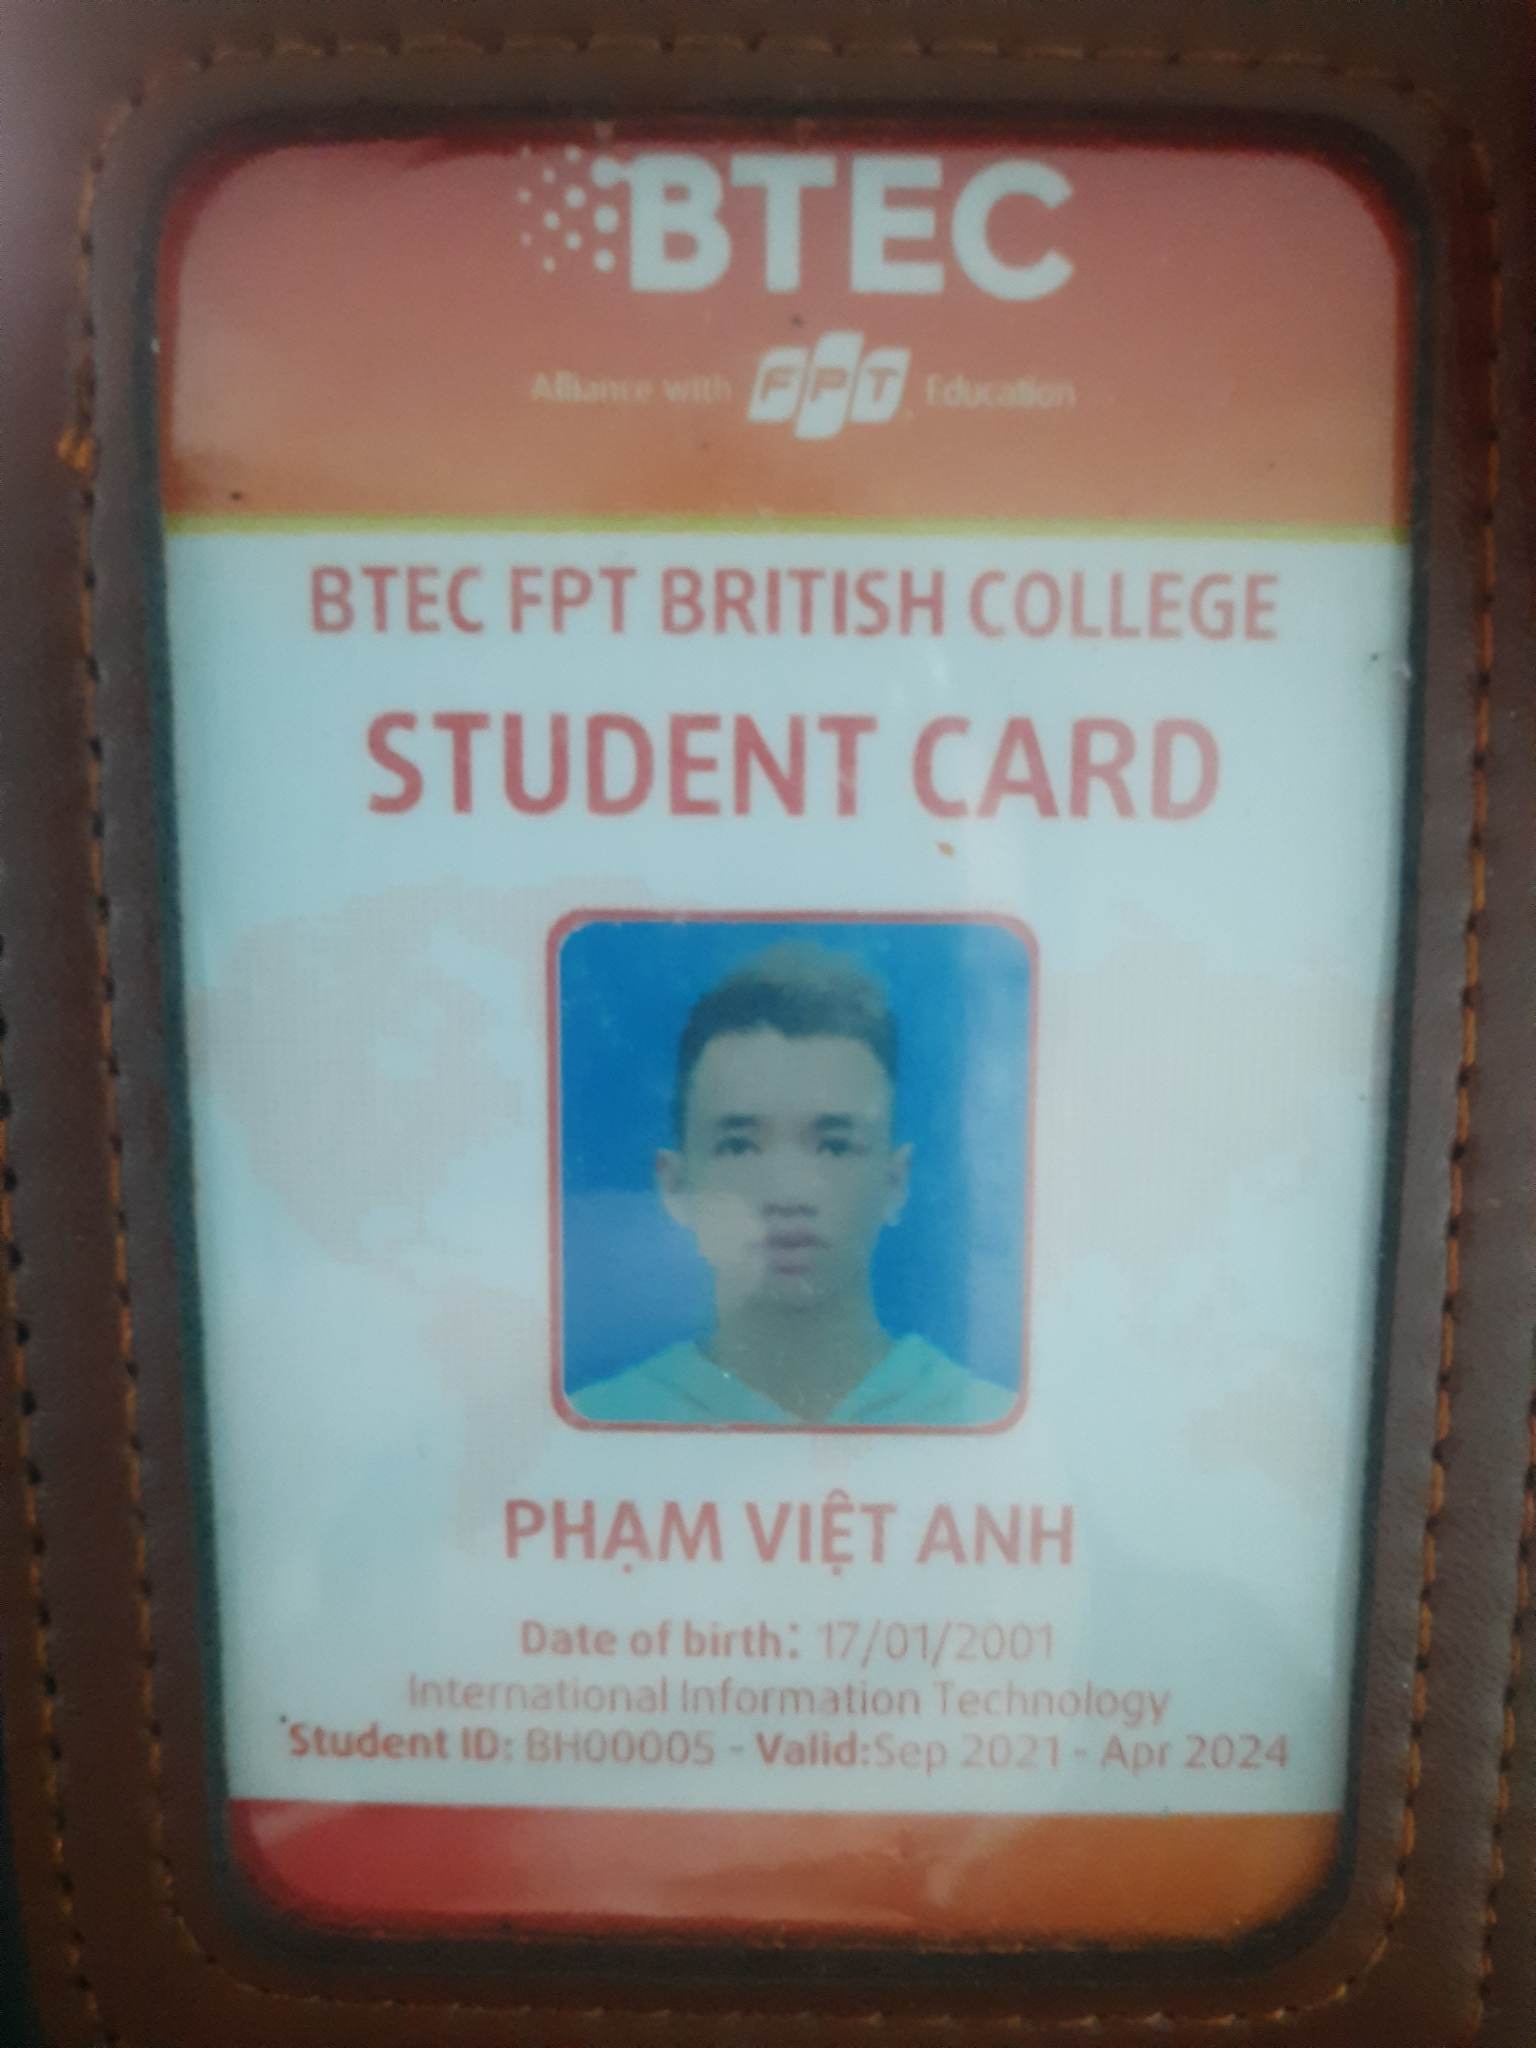 BTEC
Alliance with FPT Education
BTEC FPT BRITISH COLLEGE
STUDENT CARD
PHẠM VIỆT ANH
Date of birth: 17/01/2001
International Information Technology
Student ID: BH00005 - Valid:Sep 2021 - Apr 2024